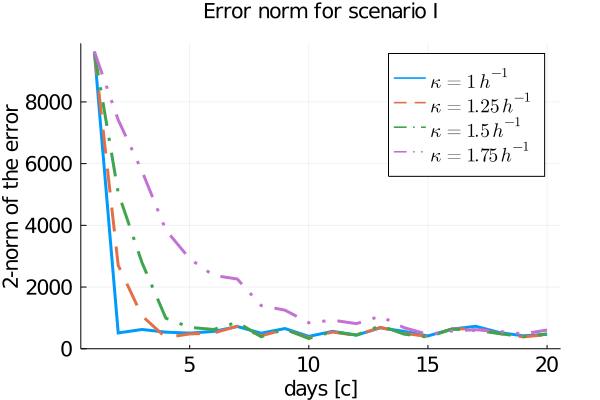 Error norm for scenario I
2-norm of the error
8000
6000
4000
2000
0
κ = 1 h⁻¹
κ = 1.25 h⁻¹
κ = 1.5 h⁻¹
κ = 1.75 h⁻¹
5 10 15 20
days [c]